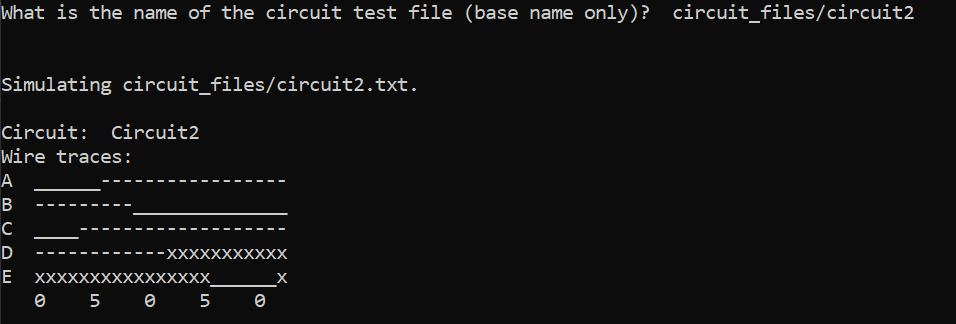 What is the name of the circuit test file (base name only)?  circuit_files/circuit2
Simulating circuit_files/circuit2.txt.
Circuit:  Circuit2
Wire traces:
A  ______-----------------
B  ---------______________
C  ____-------------------
D  ------------xxxxxxxxxxx
E  xxxxxxxxxxxxxxxx______x
   0    5    0    5    0